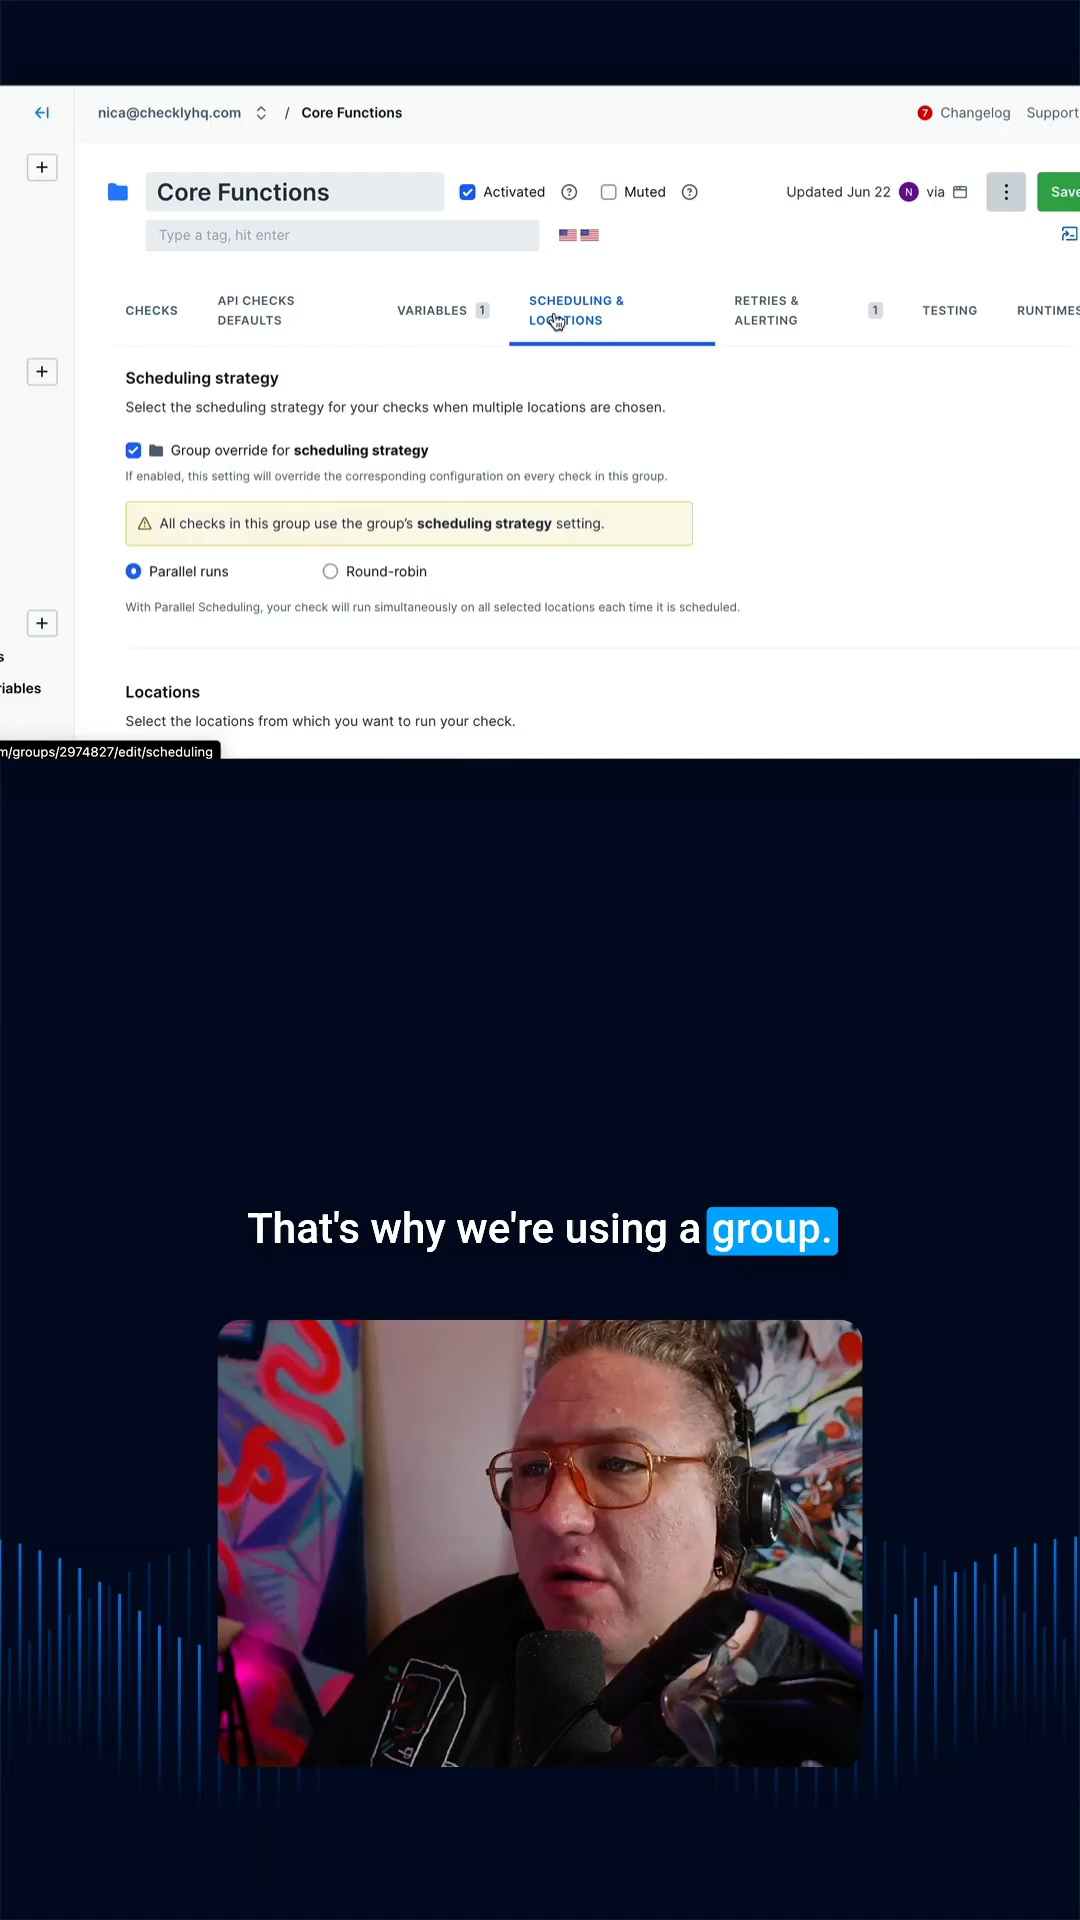 nica@checklyhq.com / Core Functions
7 Changelog Support
Core Functions
Activated
Muted
Updated Jun 22 N via
Save
Type a tag, hit enter
CHECKS
API CHECKS
DEFAULTS
VARIABLES 1
SCHEDULING &
LOCATIONS
RETRIES &
ALERTING
1
TESTING
RUNTIMES
Scheduling strategy
Select the scheduling strategy for your checks when multiple locations are chosen.
Group override for scheduling strategy
If enabled, this setting will override the corresponding configuration on every check in this group.
All checks in this group use the group's scheduling strategy setting.
Parallel runs
Round-robin
With Parallel Scheduling, your check will run simultaneously on all selected locations each time it is scheduled.
s
riables
Locations
Select the locations from which you want to run your check.
m/groups/2974827/edit/scheduling
That's why we're using a group.